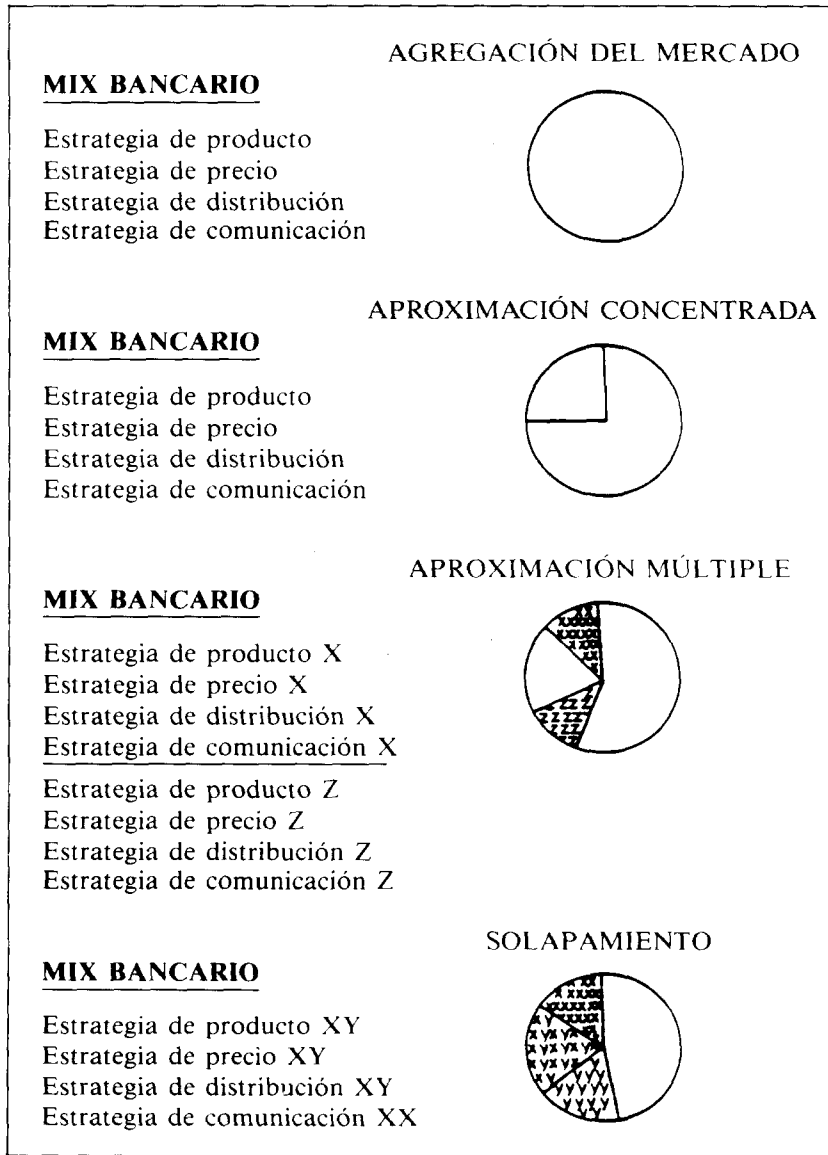 AGREGACIÓN DEL MERCADO
MIX BANCARIO
Estrategia de producto
Estrategia de precio
Estrategia de distribución
Estrategia de comunicación
APROXIMACIÓN CONCENTRADA
MIX BANCARIO
Estrategia de producto
Estrategia de precio
Estrategia de distribución
Estrategia de comunicación
APROXIMACIÓN MÚLTIPLE
MIX BANCARIO
Estrategia de producto X
Estrategia de precio X
Estrategia de distribución X
Estrategia de comunicación X
Estrategia de producto Z
Estrategia de precio Z
Estrategia de distribución Z
Estrategia de comunicación Z
SOLAPAMIENTO
MIX BANCARIO
Estrategia de producto XY
Estrategia de precio XY
Estrategia de distribución XY
Estrategia de comunicación XX